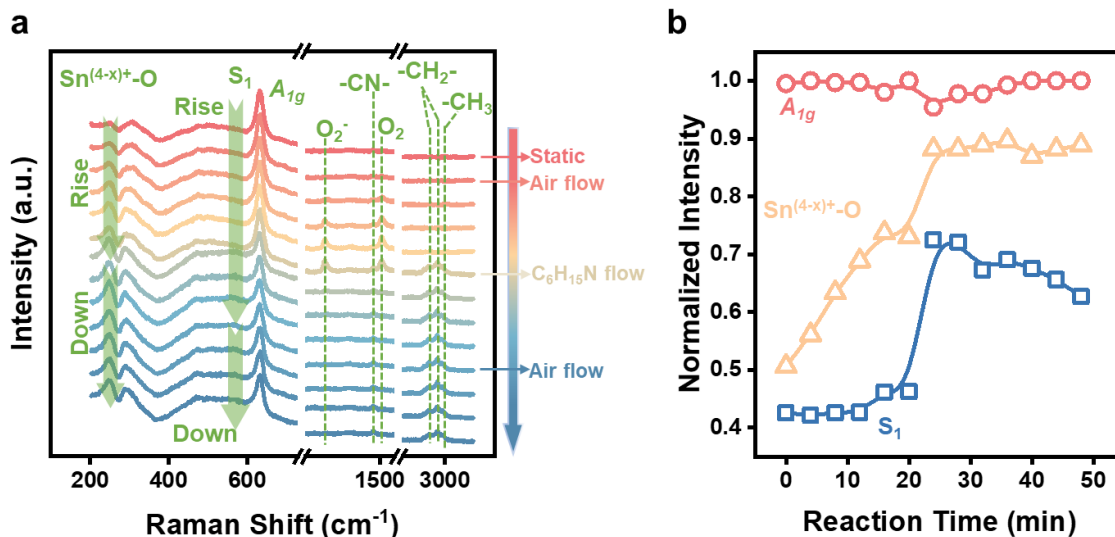 a
Sn(4-x)+-O
S1
A1g
-CN-
-CH2-
-CH3
Rise
O2-
O2
Rise
Down
Down
Static
Air flow
C6H15N flow
Air flow
Intensity (a.u.)
200
400
600
1500
3000
Raman Shift (cm-1)
b
1.0
0.9
0.8
0.7
0.6
0.5
0.4
A1g
Sn(4-x)+-O
S1
Normalized Intensity
0
10
20
30
40
50
Reaction Time (min)